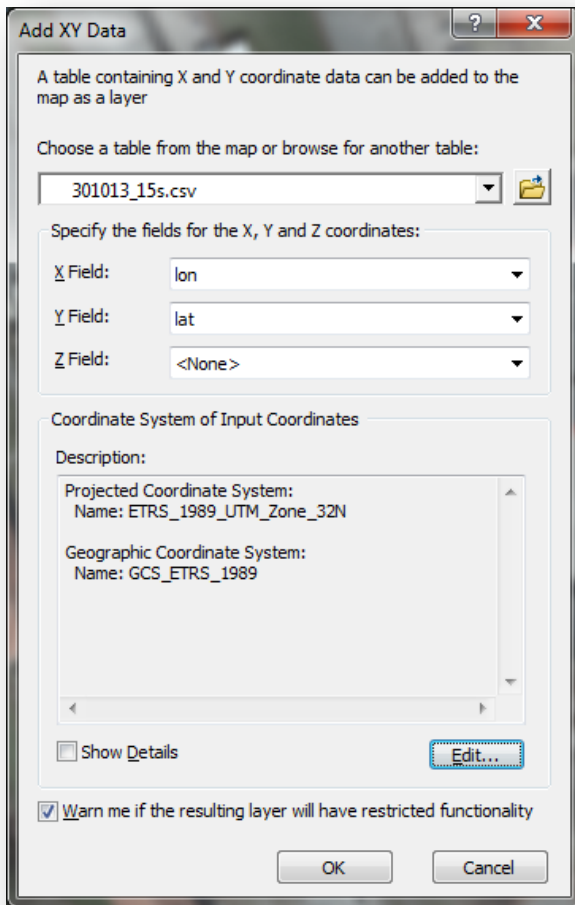 Add XY Data
?
X
A table containing X and Y coordinate data can be added to the
map as a layer
Choose a table from the map or browse for another table:
301013_15s.csv
Specify the fields for the X, Y and Z coordinates:
X Field: lon
Y Field: lat
Z Field: <None>
Coordinate System of Input Coordinates
Description:
Projected Coordinate System:
Name: ETRS_1989_UTM_Zone_32N
Geographic Coordinate System:
Name: GCS_ETRS_1989
Show Details
Edit...
Warn me if the resulting layer will have restricted functionality
OK
Cancel